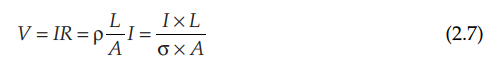 V = IR = ρ L/A I = I × L / σ × A (2.7)